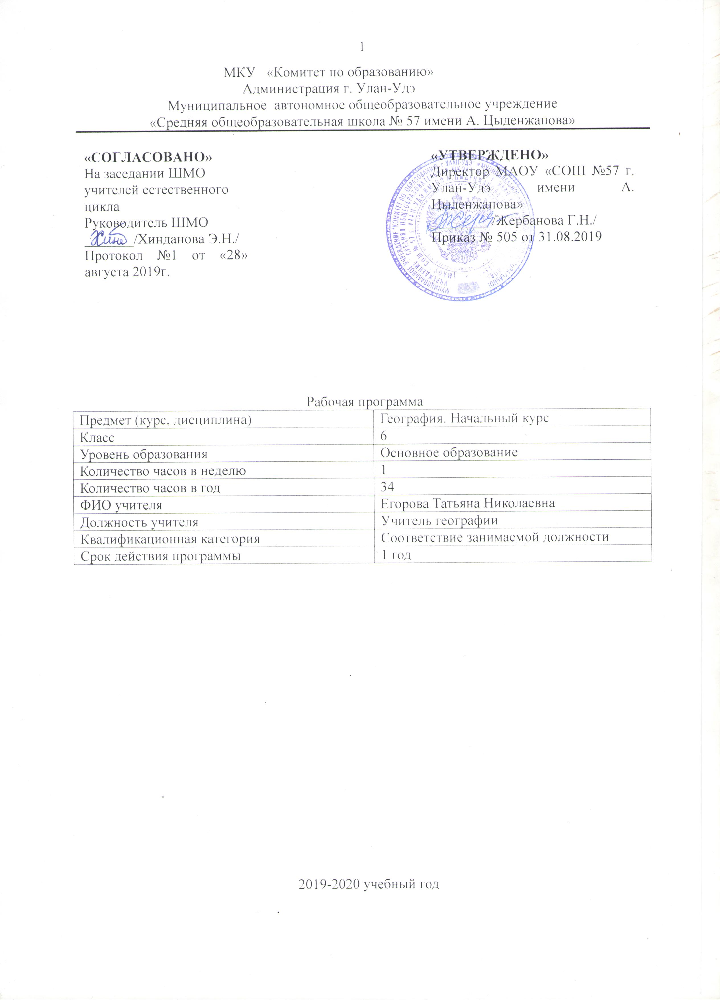 1
МКУ «Комитет по образованию»
Администрация г. Улан-Удэ
Муниципальное автономное общеобразовательное учреждение
«Средняя общеобразовательная школа № 57 имени А. Цыденжапова»
«СОГЛАСОВАНО»
На заседании ШМО
учителей естественного
цикла
Руководитель ШМО
/Хинданова Э.Н./
Протокол №1 от «28»
августа 2019г.
«УТВЕРЖДЕНО»
Директор МАОУ «СОШ №57 г.
Улан-Удэ имени А.
Цыденжапова»
/Жербанова Г.Н./
Приказ № 505 от 31.08.2019
Рабочая программа
Предмет (курс, дисциплина) География. Начальный курс
Класс 6
Уровень образования Основное образование
Количество часов в неделю 1
Количество часов в год 34
ФИО учителя Егорова Татьяна Николаевна
Должность учителя Учитель географии
Квалификационная категория Соответствие занимаемой должности
Срок действия программы 1 год
2019-2020 учебный год